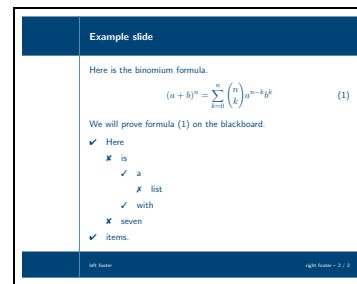 Example slide
Here is the binomium formula.
(a + b)^n = ∑_{k=0}^{n} \binom{n}{k} a^{n−k} b^k (1)
We will prove formula (1) on the blackboard.
✔ Here
✘ is
✓ a
✗ list
✓ with
✘ seven
✔ items.
left footer right footer – 2 / 2